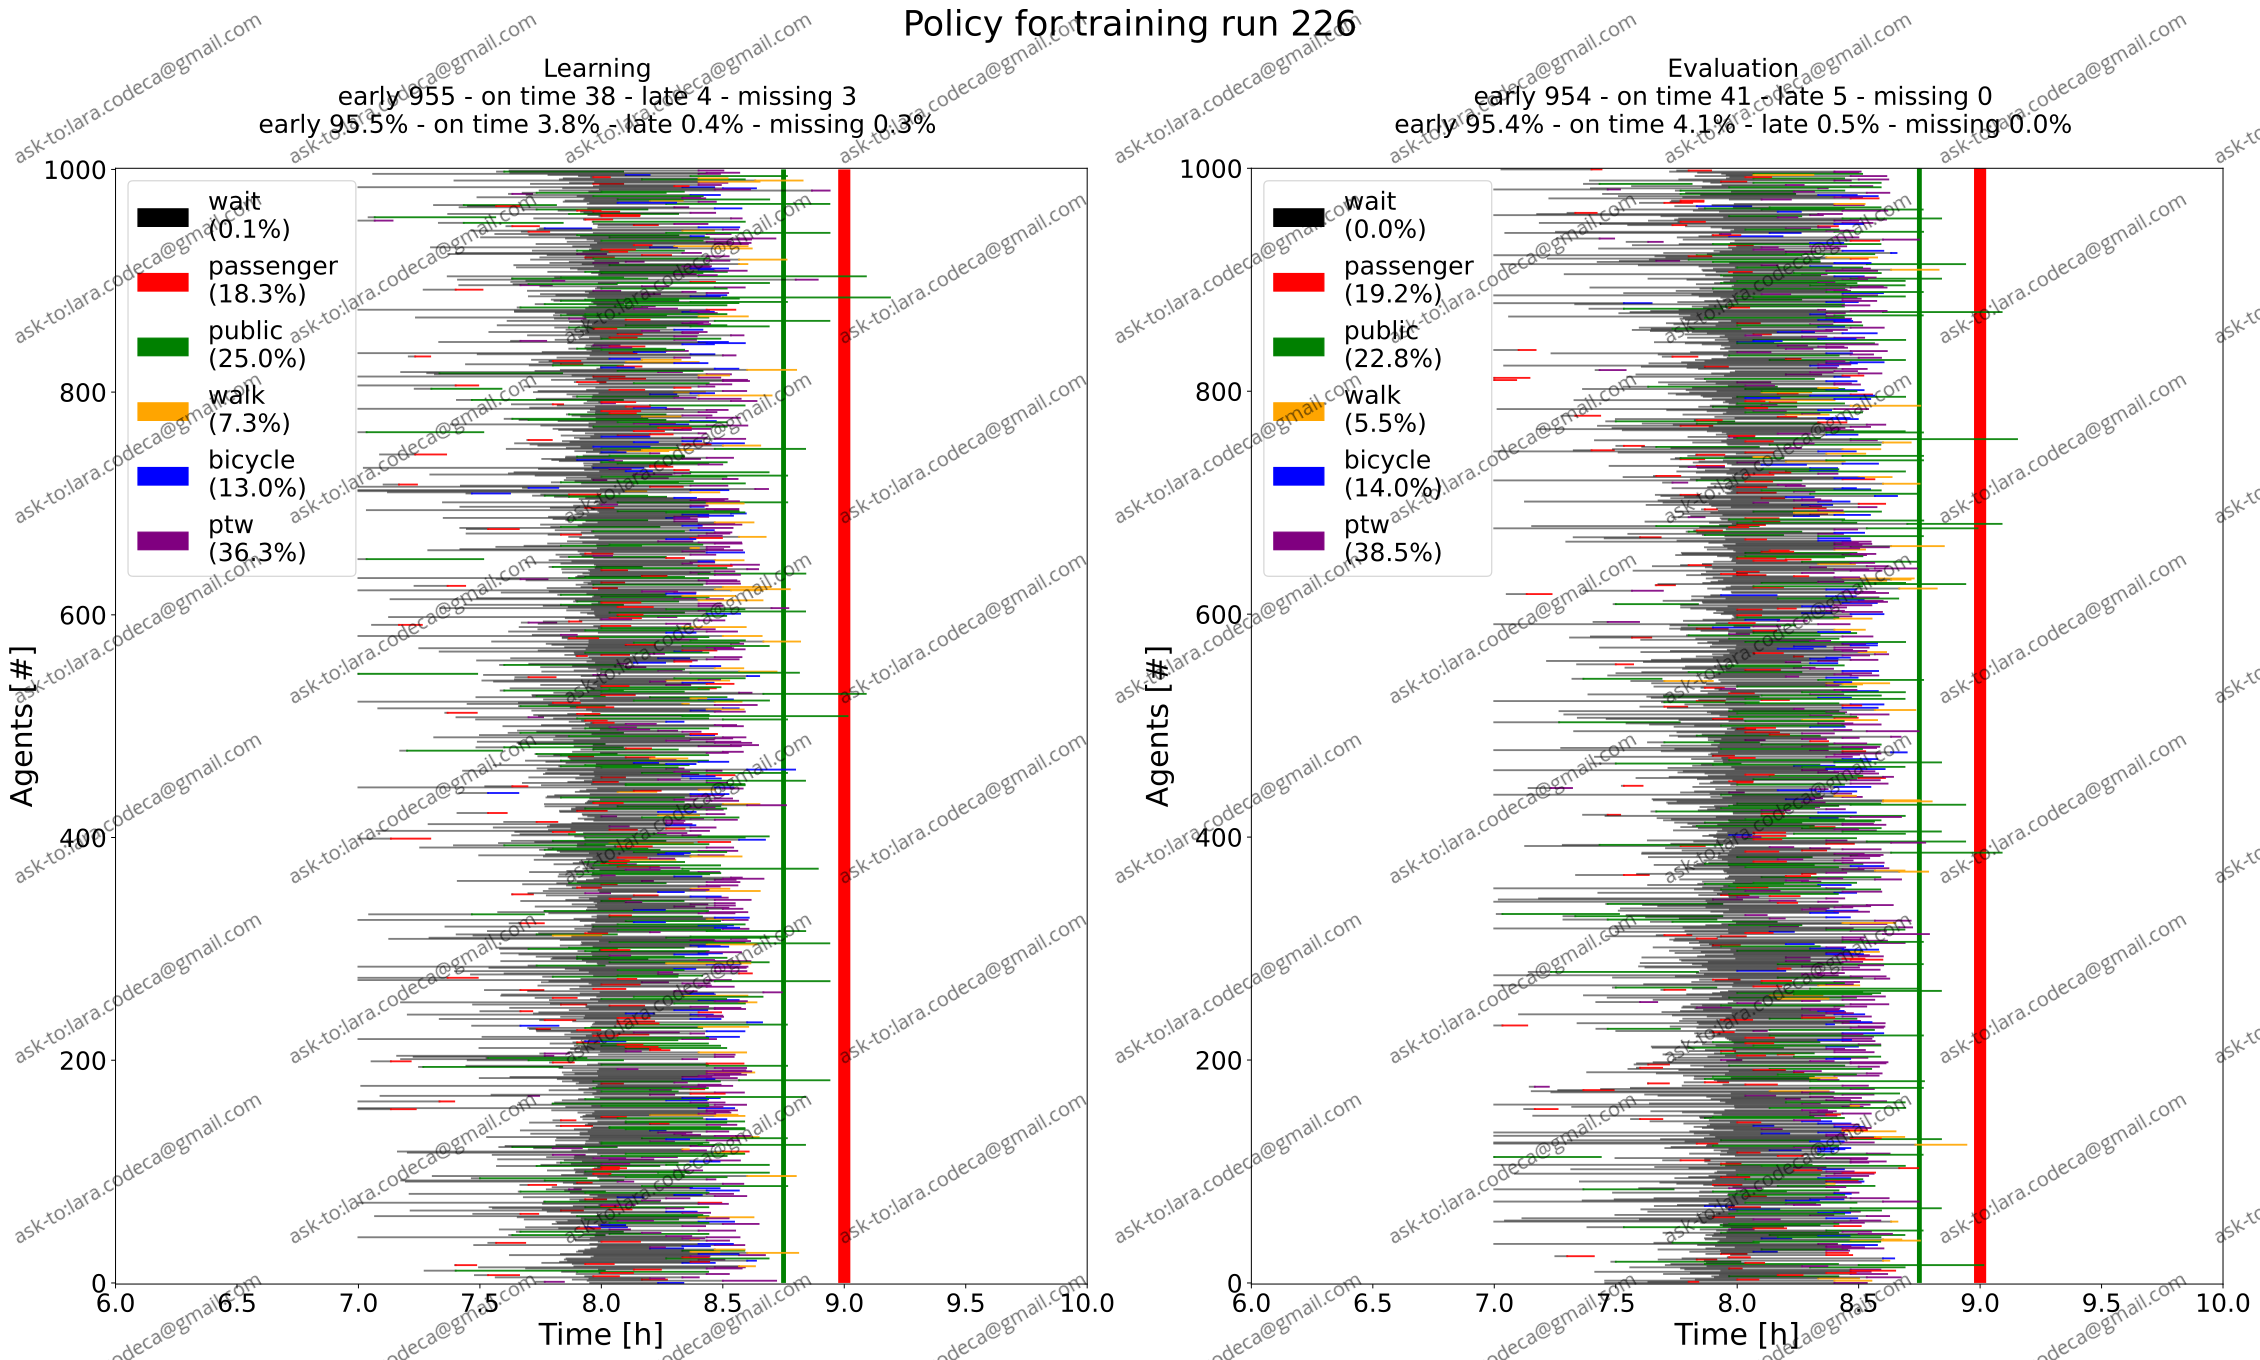 Policy for training run 226
Learning
early 955 - on time 38 - late 4 - missing 3
early 95.5% - on time 3.8% - late 0.4% - missing 0.3%
1000
800
600
400
200
0
Agents [#]
wait
(0.1%)
passenger
(18.3%)
public
(25.0%)
walk
(7.3%)
bicycle
(13.0%)
ptw
(36.3%)
6.0 6.5 7.0 7.5 8.0 8.5 9.0 9.5 10.0
Time [h]
Evaluation
early 954 - on time 41 - late 5 - missing 0
early 95.4% - on time 4.1% - late 0.5% - missing 0.0%
1000
800
600
400
200
0
Agents [#]
wait
(0.0%)
passenger
(19.2%)
public
(22.8%)
walk
(5.5%)
bicycle
(14.0%)
ptw
(38.5%)
6.0 6.5 7.0 7.5 8.0 8.5 9.0 9.5 10.0
Time [h]
ask-to:lara.codeca@gmail.com